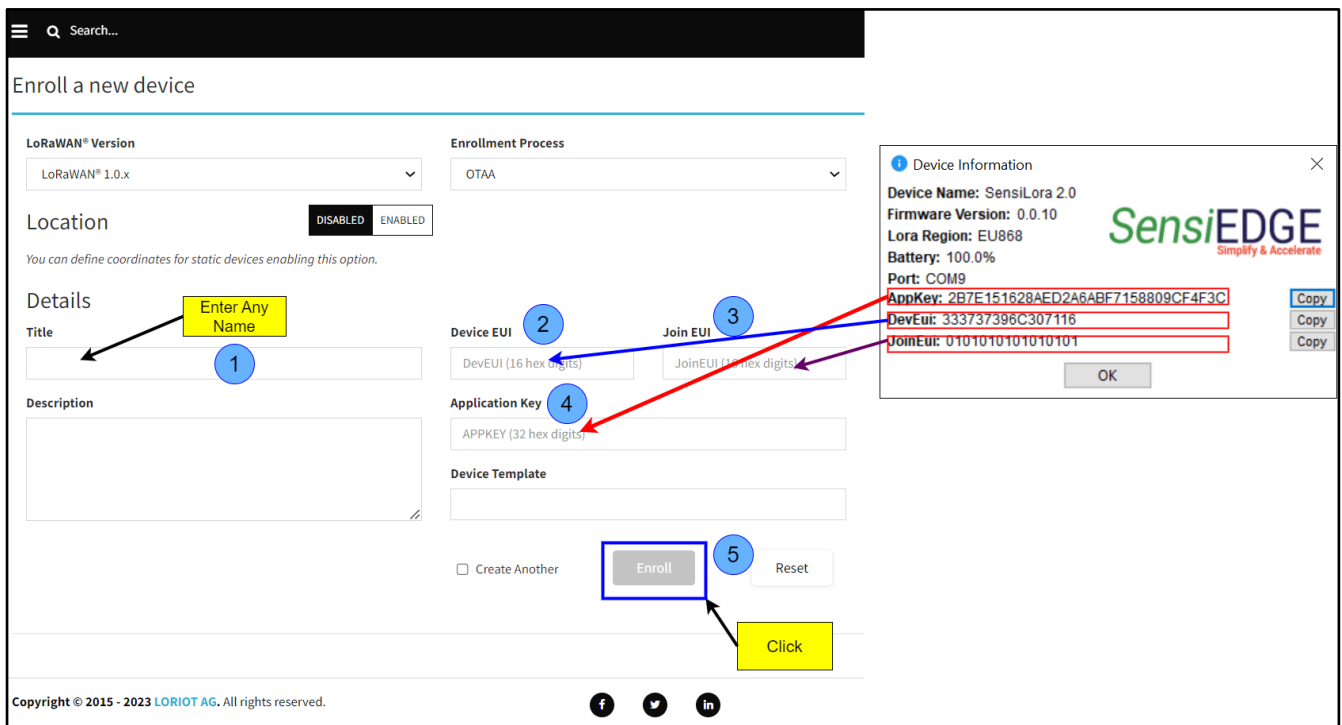 Search...
Enroll a new device
LoRaWAN® Version
LoRaWAN® 1.0.x
Enrollment Process
OTAA
Location
DISABLED ENABLED
You can define coordinates for static devices enabling this option.
Details
Enter Any
Name
Title
1
Description
Device EUI 2
DevEUI (16 hex digits)
Join EUI 3
JoinEUI (16 hex digits)
Application Key 4
APPKEY (32 hex digits)
Device Template
Create Another
Enroll
5
Reset
Click
Copyright © 2015 - 2023 LORIOT AG. All rights reserved.
Device Information
Device Name: SensiLora 2.0
Firmware Version: 0.0.10
Lora Region: EU868
Battery: 100.0%
Port: COM9
SensiEDGE
Simplify & Accelerate
AppKey: 2B7E151628AED2A6ABF7158809CF4F3C Copy
DevEui: 333737396C307116 Copy
JoinEui: 0101010101010101 Copy
OK